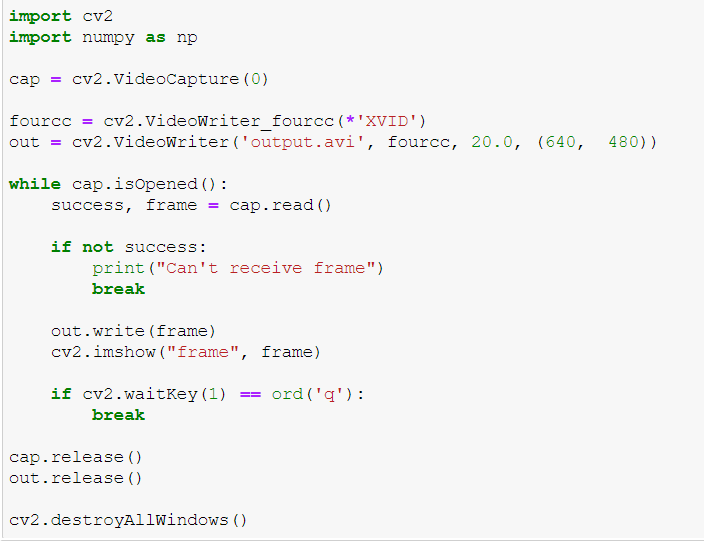 import cv2
import numpy as np
cap = cv2.VideoCapture(0)
fourcc = cv2.VideoWriter_fourcc(*'XVID')
out = cv2.VideoWriter('output.avi', fourcc, 20.0, (640,  480))
while cap.isOpened():
    success, frame = cap.read()
    if not success:
        print("Can't receive frame")
        break
    out.write(frame)
    cv2.imshow("frame", frame)
    if cv2.waitKey(1) == ord('q'):
        break
cap.release()
out.release()
cv2.destroyAllWindows()